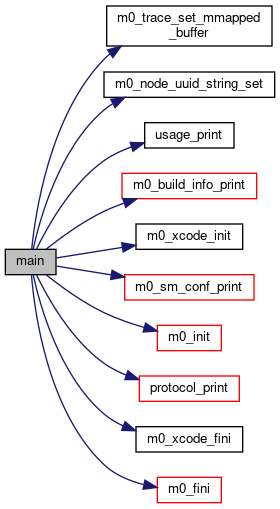 m0_trace_set_mmapped
_buffer
m0_node_uuid_string_set
usage_print
m0_build_info_print
m0_xcode_init
main
m0_sm_conf_print
m0_init
protocol_print
m0_xcode_fini
m0_fini